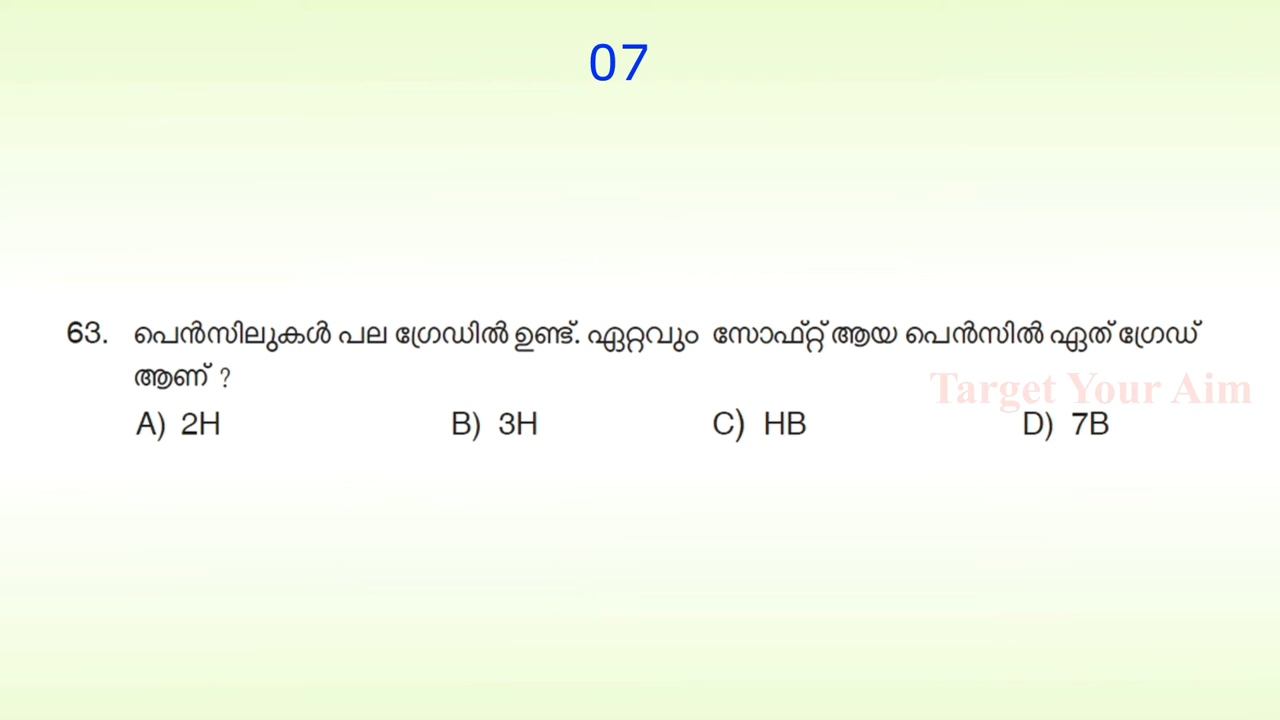 07
63. പെൻസിലുകൾ പല ഗ്രേഡിൽ ഉണ്ട്. ഏറ്റവും സോഫ്റ്റ് ആയ പെൻസിൽ ഏത് ഗ്രേഡ്
ആണ് ?
Target Your Aim
A) 2H B) 3H C) HB D) 7B